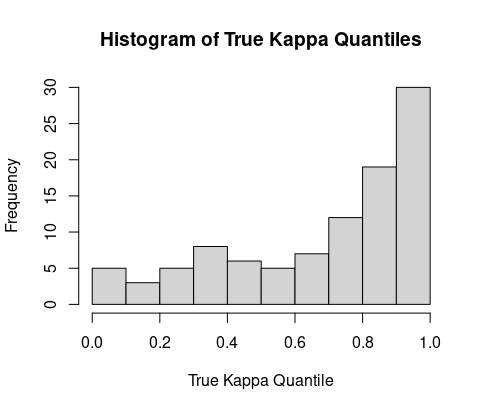 Histogram of True Kappa Quantiles
Frequency
0 5 10 15 20 25 30
0.0 0.2 0.4 0.6 0.8 1.0
True Kappa Quantile